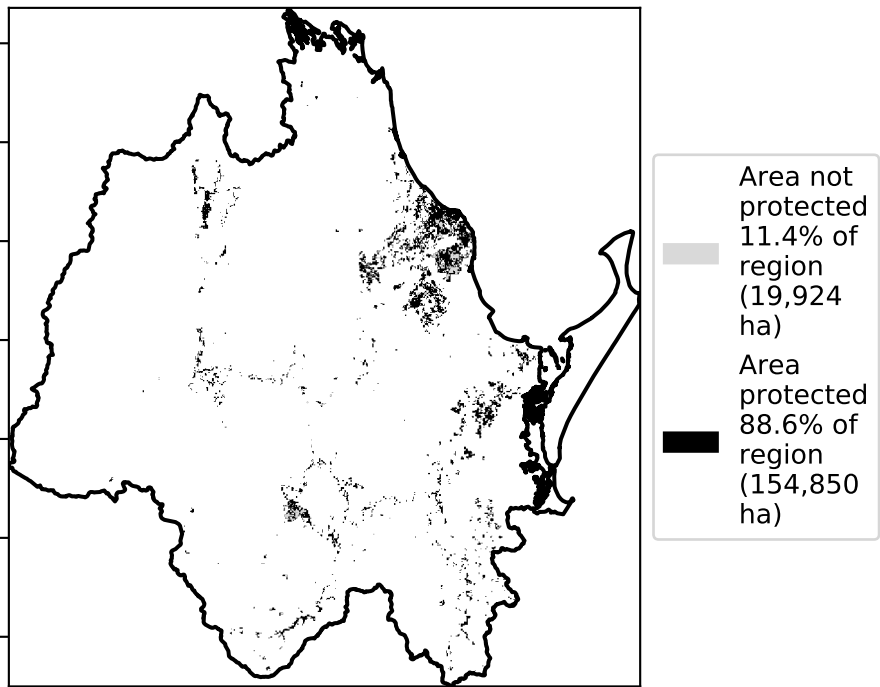 Area not
protected
11.4% of
region
(19,924
ha)
Area
protected
88.6% of
region
(154,850
ha)